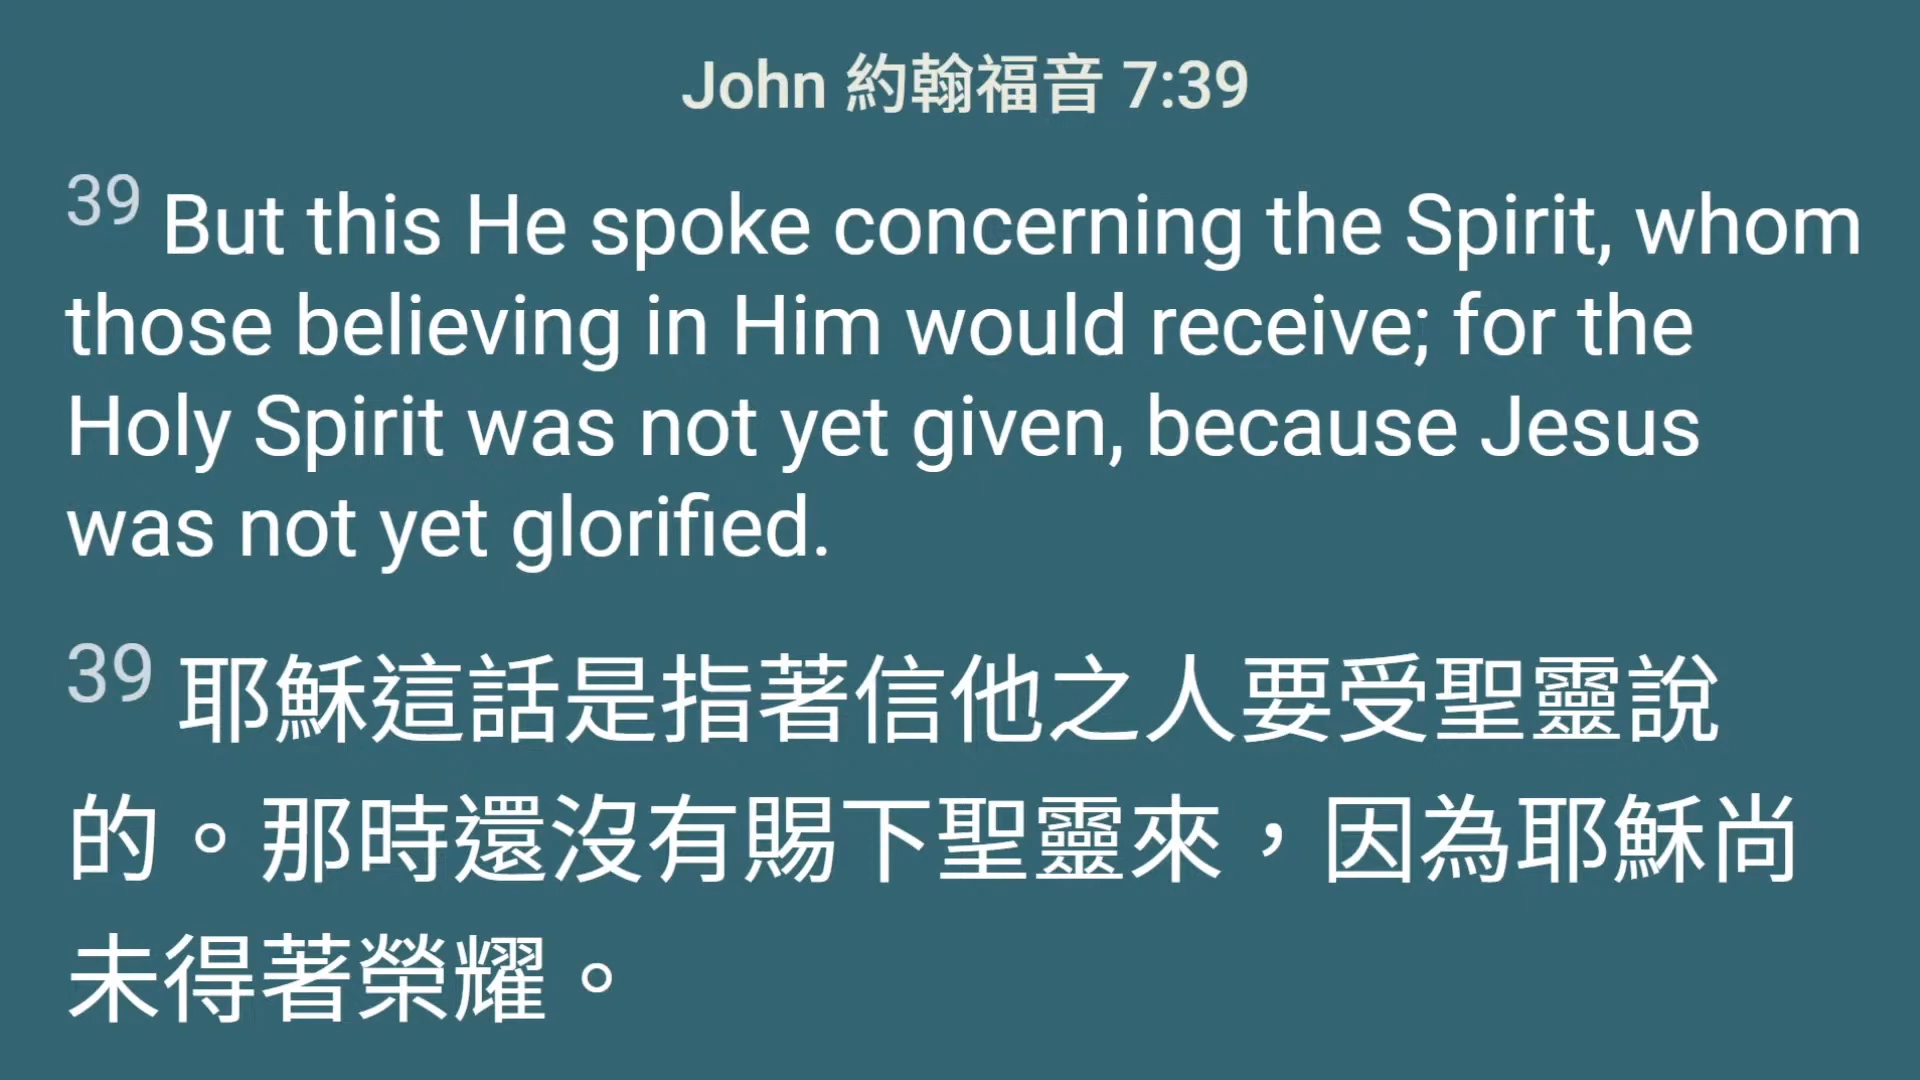 John 約翰福音 7:39
39 But this He spoke concerning the Spirit, whom
those believing in Him would receive; for the
Holy Spirit was not yet given, because Jesus
was not yet glorified.
39 耶穌這話是指著信他之人要受聖靈說
的。那時還沒有賜下聖靈來，因為耶穌尚
未得著榮耀。